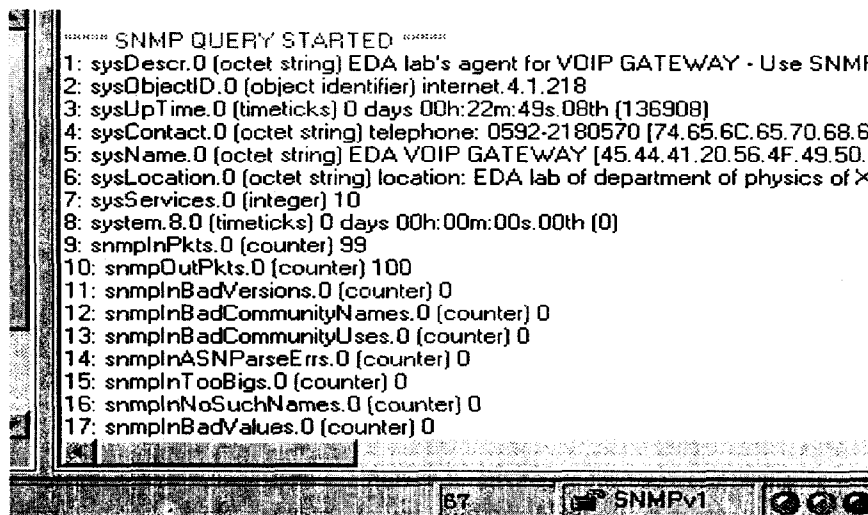 ***** SNMP QUERY STARTED *****
1: sysDescr.0 (octet string) EDA lab's agent for VOIP GATEWAY - Use SNMP
2: sysObjectID.0 (object identifier) internet.4.1.218
3: sysUpTime.0 (timeticks) 0 days 00h:22m:49s.08th (136908)
4: sysContact.0 (octet string) telephone: 0592-2180570 [74.65.6C.65.70.68.6
5: sysName.0 (octet string) EDA VOIP GATEWAY [45.44.41.20.56.4F.49.50.
6: sysLocation.0 (octet string) location: EDA lab of department of physics of X
7: sysServices.0 (integer) 10
8: system.8.0 (timeticks) 0 days 00h:00m:00s.00th (0)
9: snmpInPkts.0 (counter) 99
10: snmpOutPkts.0 (counter) 100
11: snmpInBadVersions.0 (counter) 0
12: snmpInBadCommunityNames.0 (counter) 0
13: snmpInBadCommunityUses.0 (counter) 0
14: snmpInASNParseErrs.0 (counter) 0
15: snmpInTooBigs.0 (counter) 0
16: snmpInNoSuchNames.0 (counter) 0
17: snmpInBadValues.0 (counter) 0
67 SNMPv1